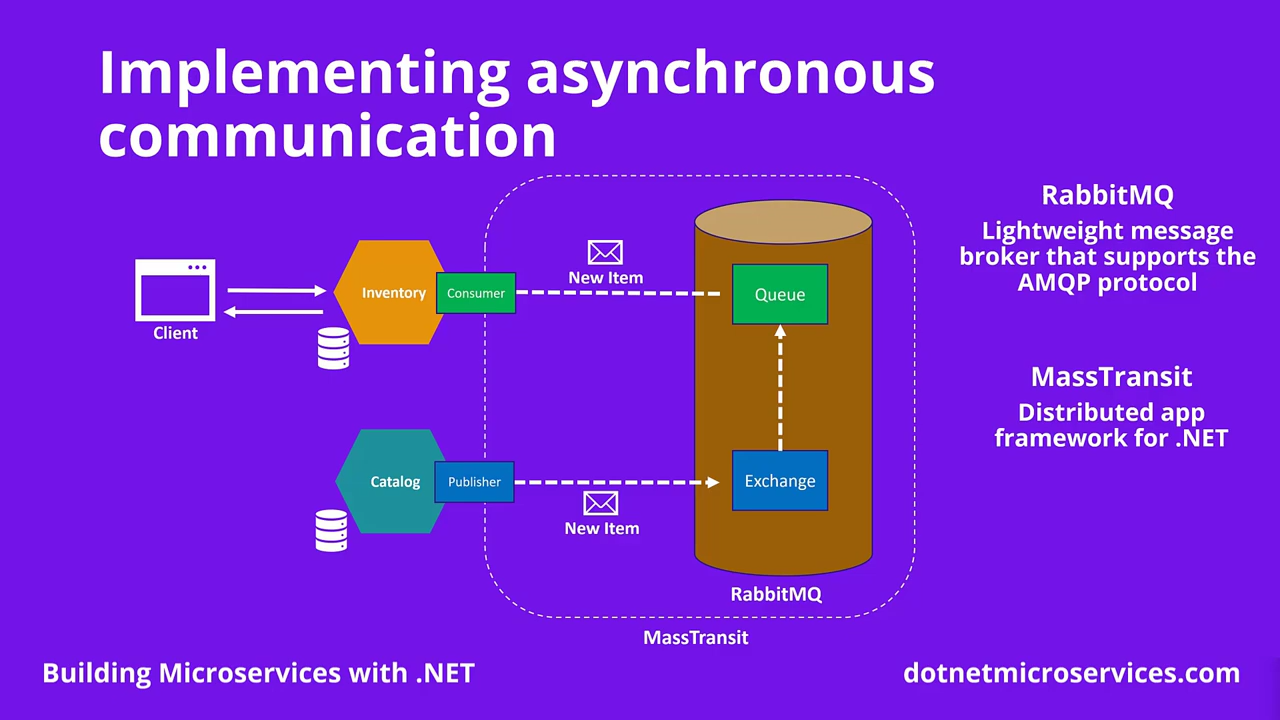 Implementing asynchronous
communication
RabbitMQ
Lightweight message
broker that supports the
AMQP protocol
MassTransit
Distributed app
framework for .NET
Client
Inventory
Consumer
New Item
Queue
Catalog
Publisher
New Item
Exchange
RabbitMQ
MassTransit
Building Microservices with .NET
dotnetmicroservices.com